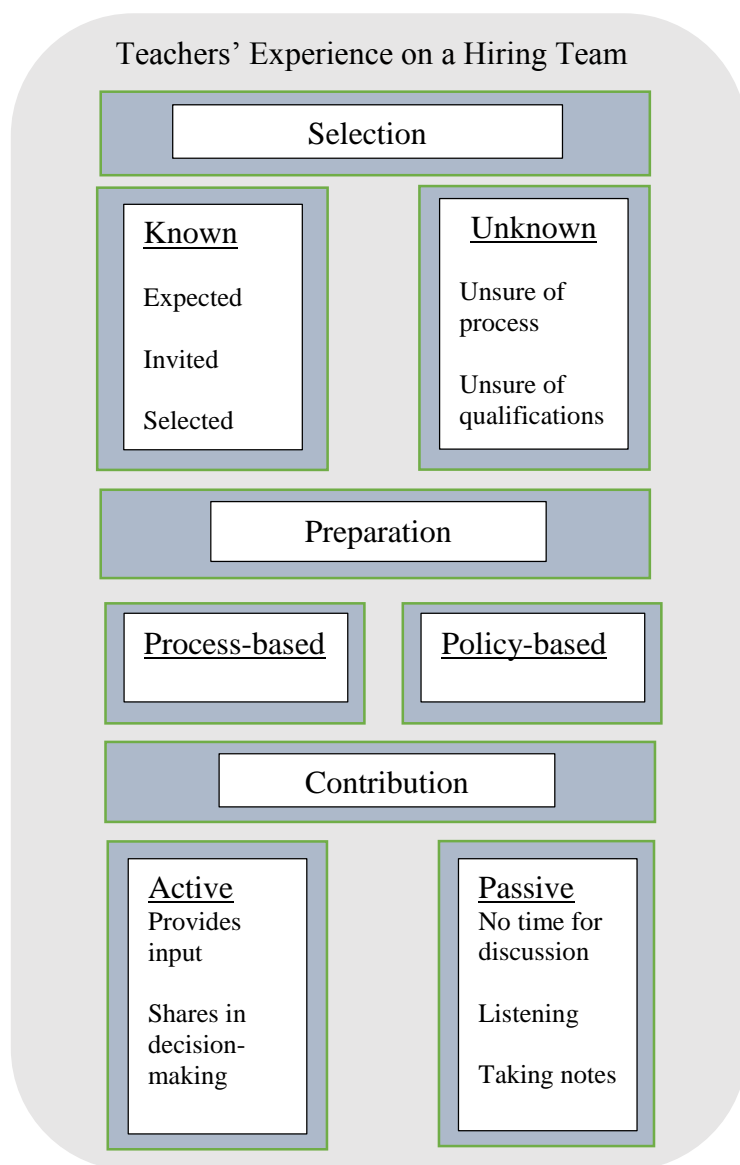 Teachers’ Experience on a Hiring Team
Selection
Known
Expected
Invited
Selected
Unknown
Unsure of
process
Unsure of
qualifications
Preparation
Process-based
Policy-based
Contribution
Active
Provides
input
Shares in
decision-
making
Passive
No time for
discussion
Listening
Taking notes